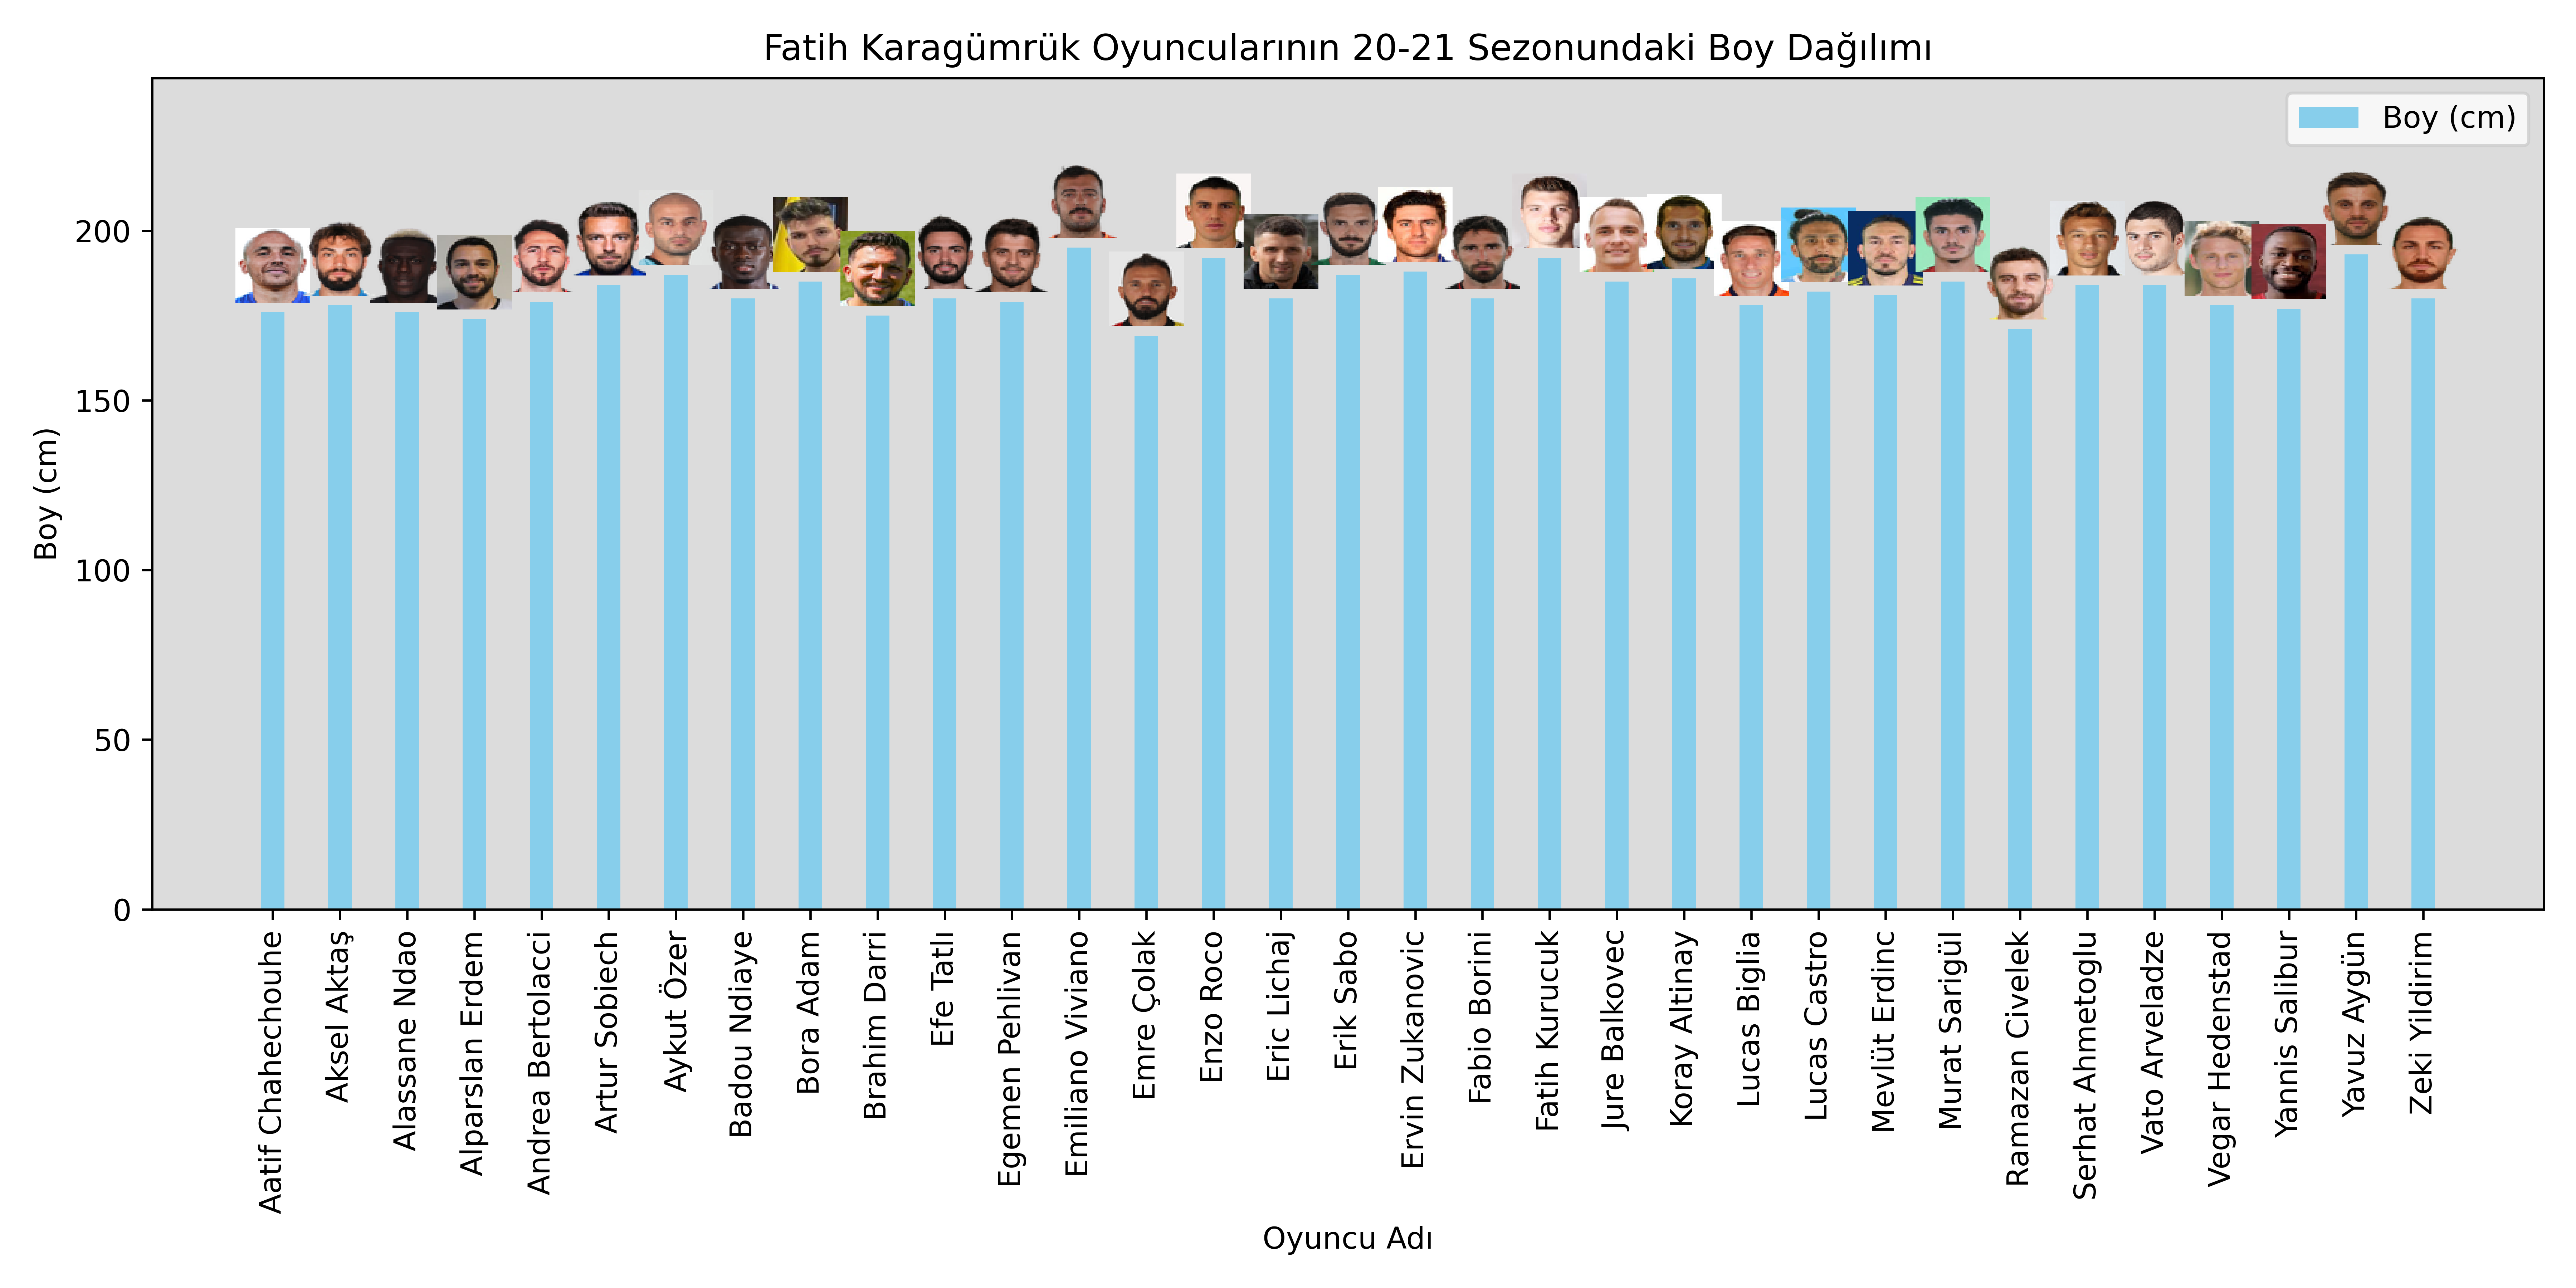 Fatih Karagümrük Oyuncularının 20-21 Sezonundaki Boy Dağılımı
Boy (cm)
200
150
100
50
0
Boy (cm)
Aatif Chahechouhe
Aksel Aktaş
Alassane Ndao
Alparslan Erdem
Andrea Bertolacci
Artur Sobiech
Aykut Özer
Badou Ndiaye
Bora Adam
Brahim Darri
Efe Tatlı
Egemen Pehlivan
Emiliano Viviano
Emre Çolak
Enzo Roco
Eric Lichaj
Erik Sabo
Ervin Zukanovic
Fabio Borini
Fatih Kurucuk
Jure Balkovec
Koray Altinay
Lucas Biglia
Lucas Castro
Mevlüt Erdinc
Murat Sarigül
Ramazan Civelek
Serhat Ahmetoglu
Vato Arveladze
Vegar Hedenstad
Yannis Salibur
Yavuz Aygün
Zeki Yildirim
Oyuncu Adı